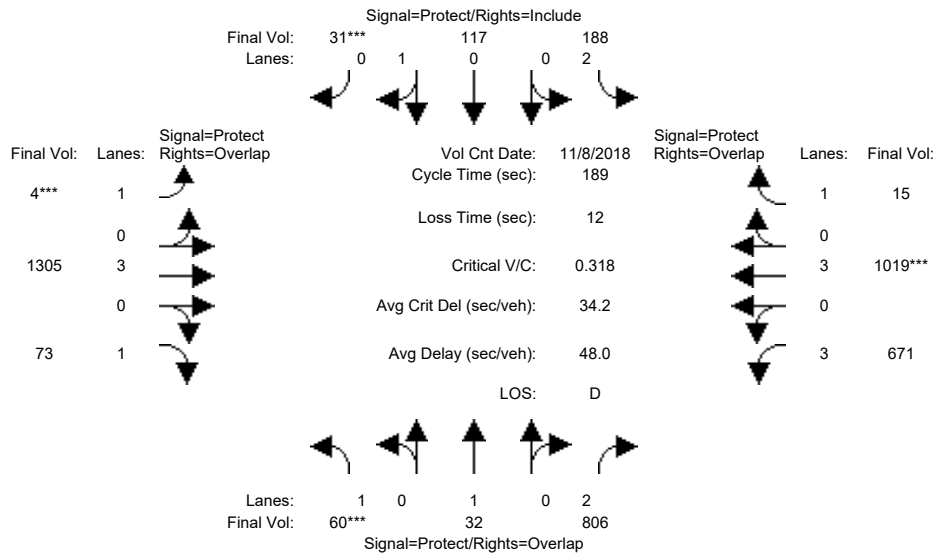 Signal=Protect/Rights=Include
Final Vol: 31*** 117 188
Lanes: 0 1 0 0 2
Signal=Protect
Final Vol: Lanes: Rights=Overlap
Vol Cnt Date: 11/8/2018
Signal=Protect
Rights=Overlap Lanes: Final Vol:
Cycle Time (sec): 189
4*** 1
1 15
Loss Time (sec): 12
0
0
1305 3
Critical V/C: 0.318
3 1019***
0
Avg Crit Del (sec/veh): 34.2
0
73 1
Avg Delay (sec/veh): 48.0
3 671
LOS: D
Lanes: 1 0 1 0 2
Final Vol: 60*** 32 806
Signal=Protect/Rights=Overlap